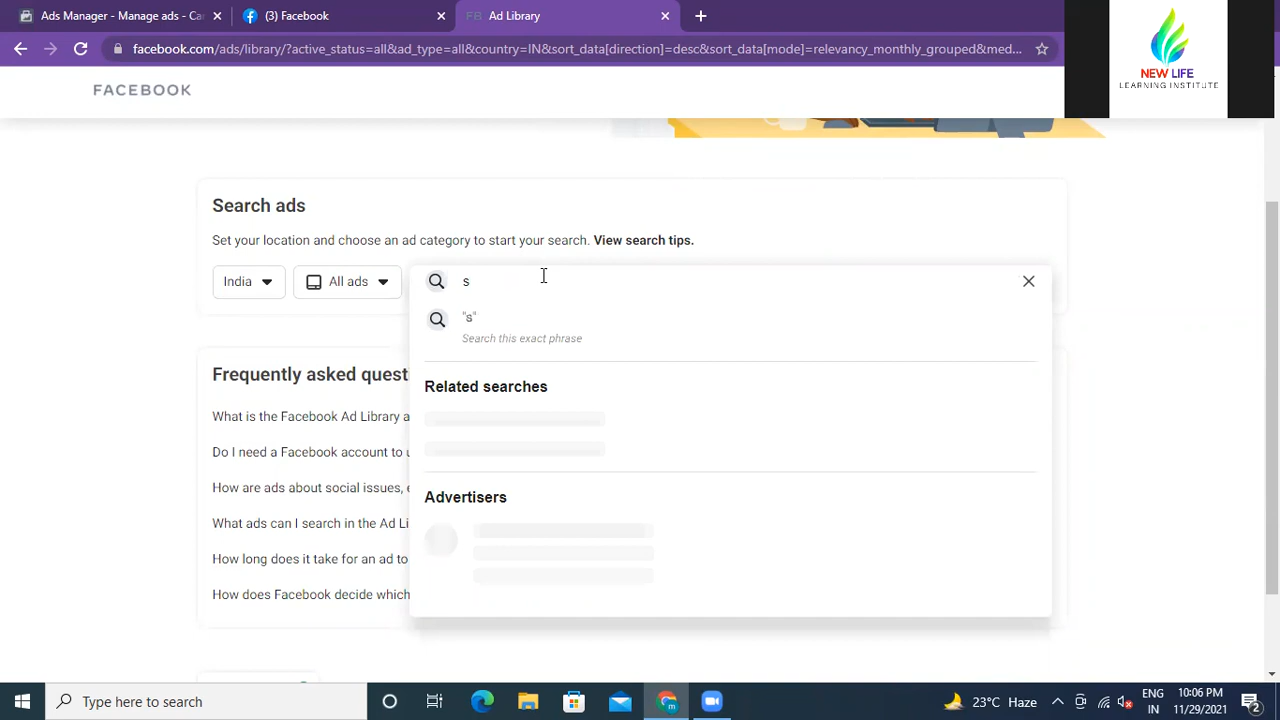 Ads Manager - Manage ads - Ca
(3) Facebook
Ad Library
facebook.com/ads/library/?active_status=all&ad_type=all&country=IN&sort_data[direction]=desc&sort_data[mode]=relevancy_monthly_grouped&med...
NEW LIFE
LEARNING INSTITUTE
FACEBOOK
Search ads
Set your location and choose an ad category to start your search. View search tips.
India
All ads
s
"s"
Search this exact phrase
Frequently asked quest
Related searches
What is the Facebook Ad Library a
Do I need a Facebook account to u
How are ads about social issues, e
Advertisers
What ads can I search in the Ad Li
How long does it take for an ad to
How does Facebook decide which
Type here to search
23°C Haze
ENG
IN
10:06 PM
11/29/2021
2